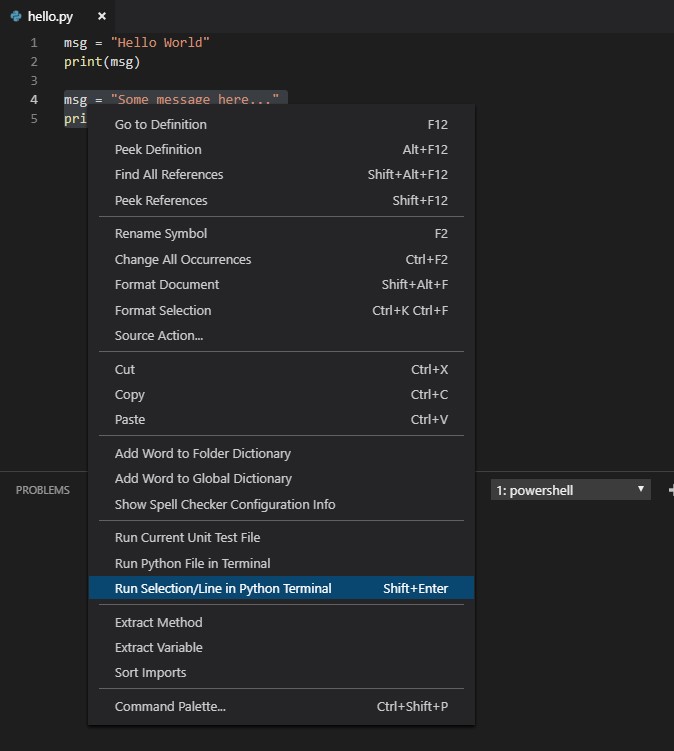 hello.py ×
1 msg = "Hello World"
2 print(msg)
3
4 msg = "Some message here..."
5 pri
Go to Definition F12
Peek Definition Alt+F12
Find All References Shift+Alt+F12
Peek References Shift+F12
Rename Symbol F2
Change All Occurrences Ctrl+F2
Format Document Shift+Alt+F
Format Selection Ctrl+K Ctrl+F
Source Action...
Cut Ctrl+X
Copy Ctrl+C
Paste Ctrl+V
Add Word to Folder Dictionary
Add Word to Global Dictionary
PROBLEMS 1: powershell
Show Spell Checker Configuration Info
Run Current Unit Test File
Run Python File in Terminal
Run Selection/Line in Python Terminal Shift+Enter
Extract Method
Extract Variable
Sort Imports
Command Palette... Ctrl+Shift+P